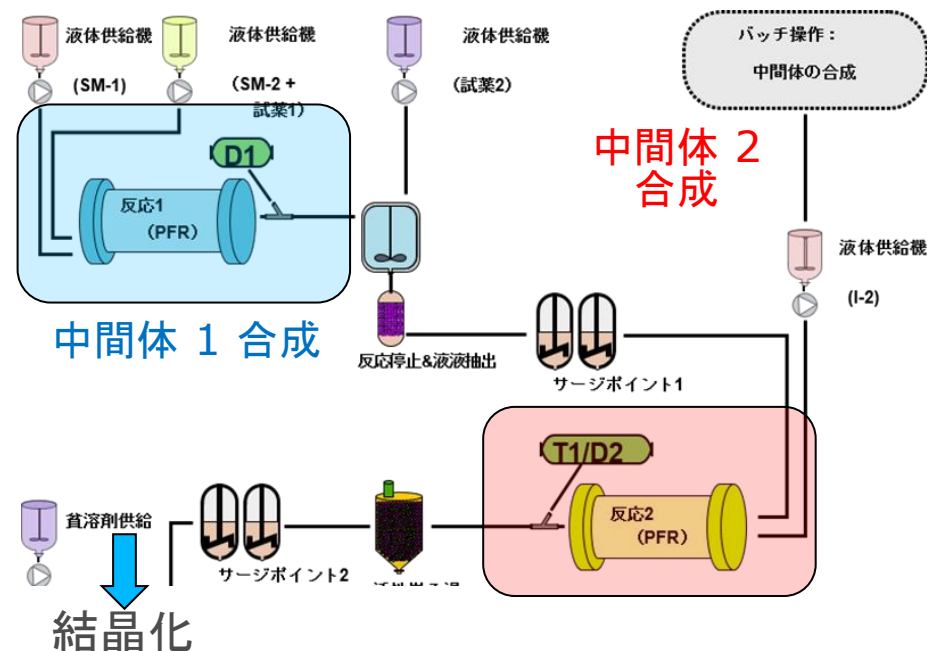 液体供給機
(SM-1)
液体供給機
(SM-2 +
試薬1)
液体供給機
(試薬2)
バッチ操作：
中間体の合成
D1
反応1
(PFR)
中間体 1 合成
中間体 2
合成
液体供給機
(I-2)
反応停止&液液抽出
サージポイント1
T1/D2
反応2
(PFR)
貧溶剤供給
サージポイント2
結晶化